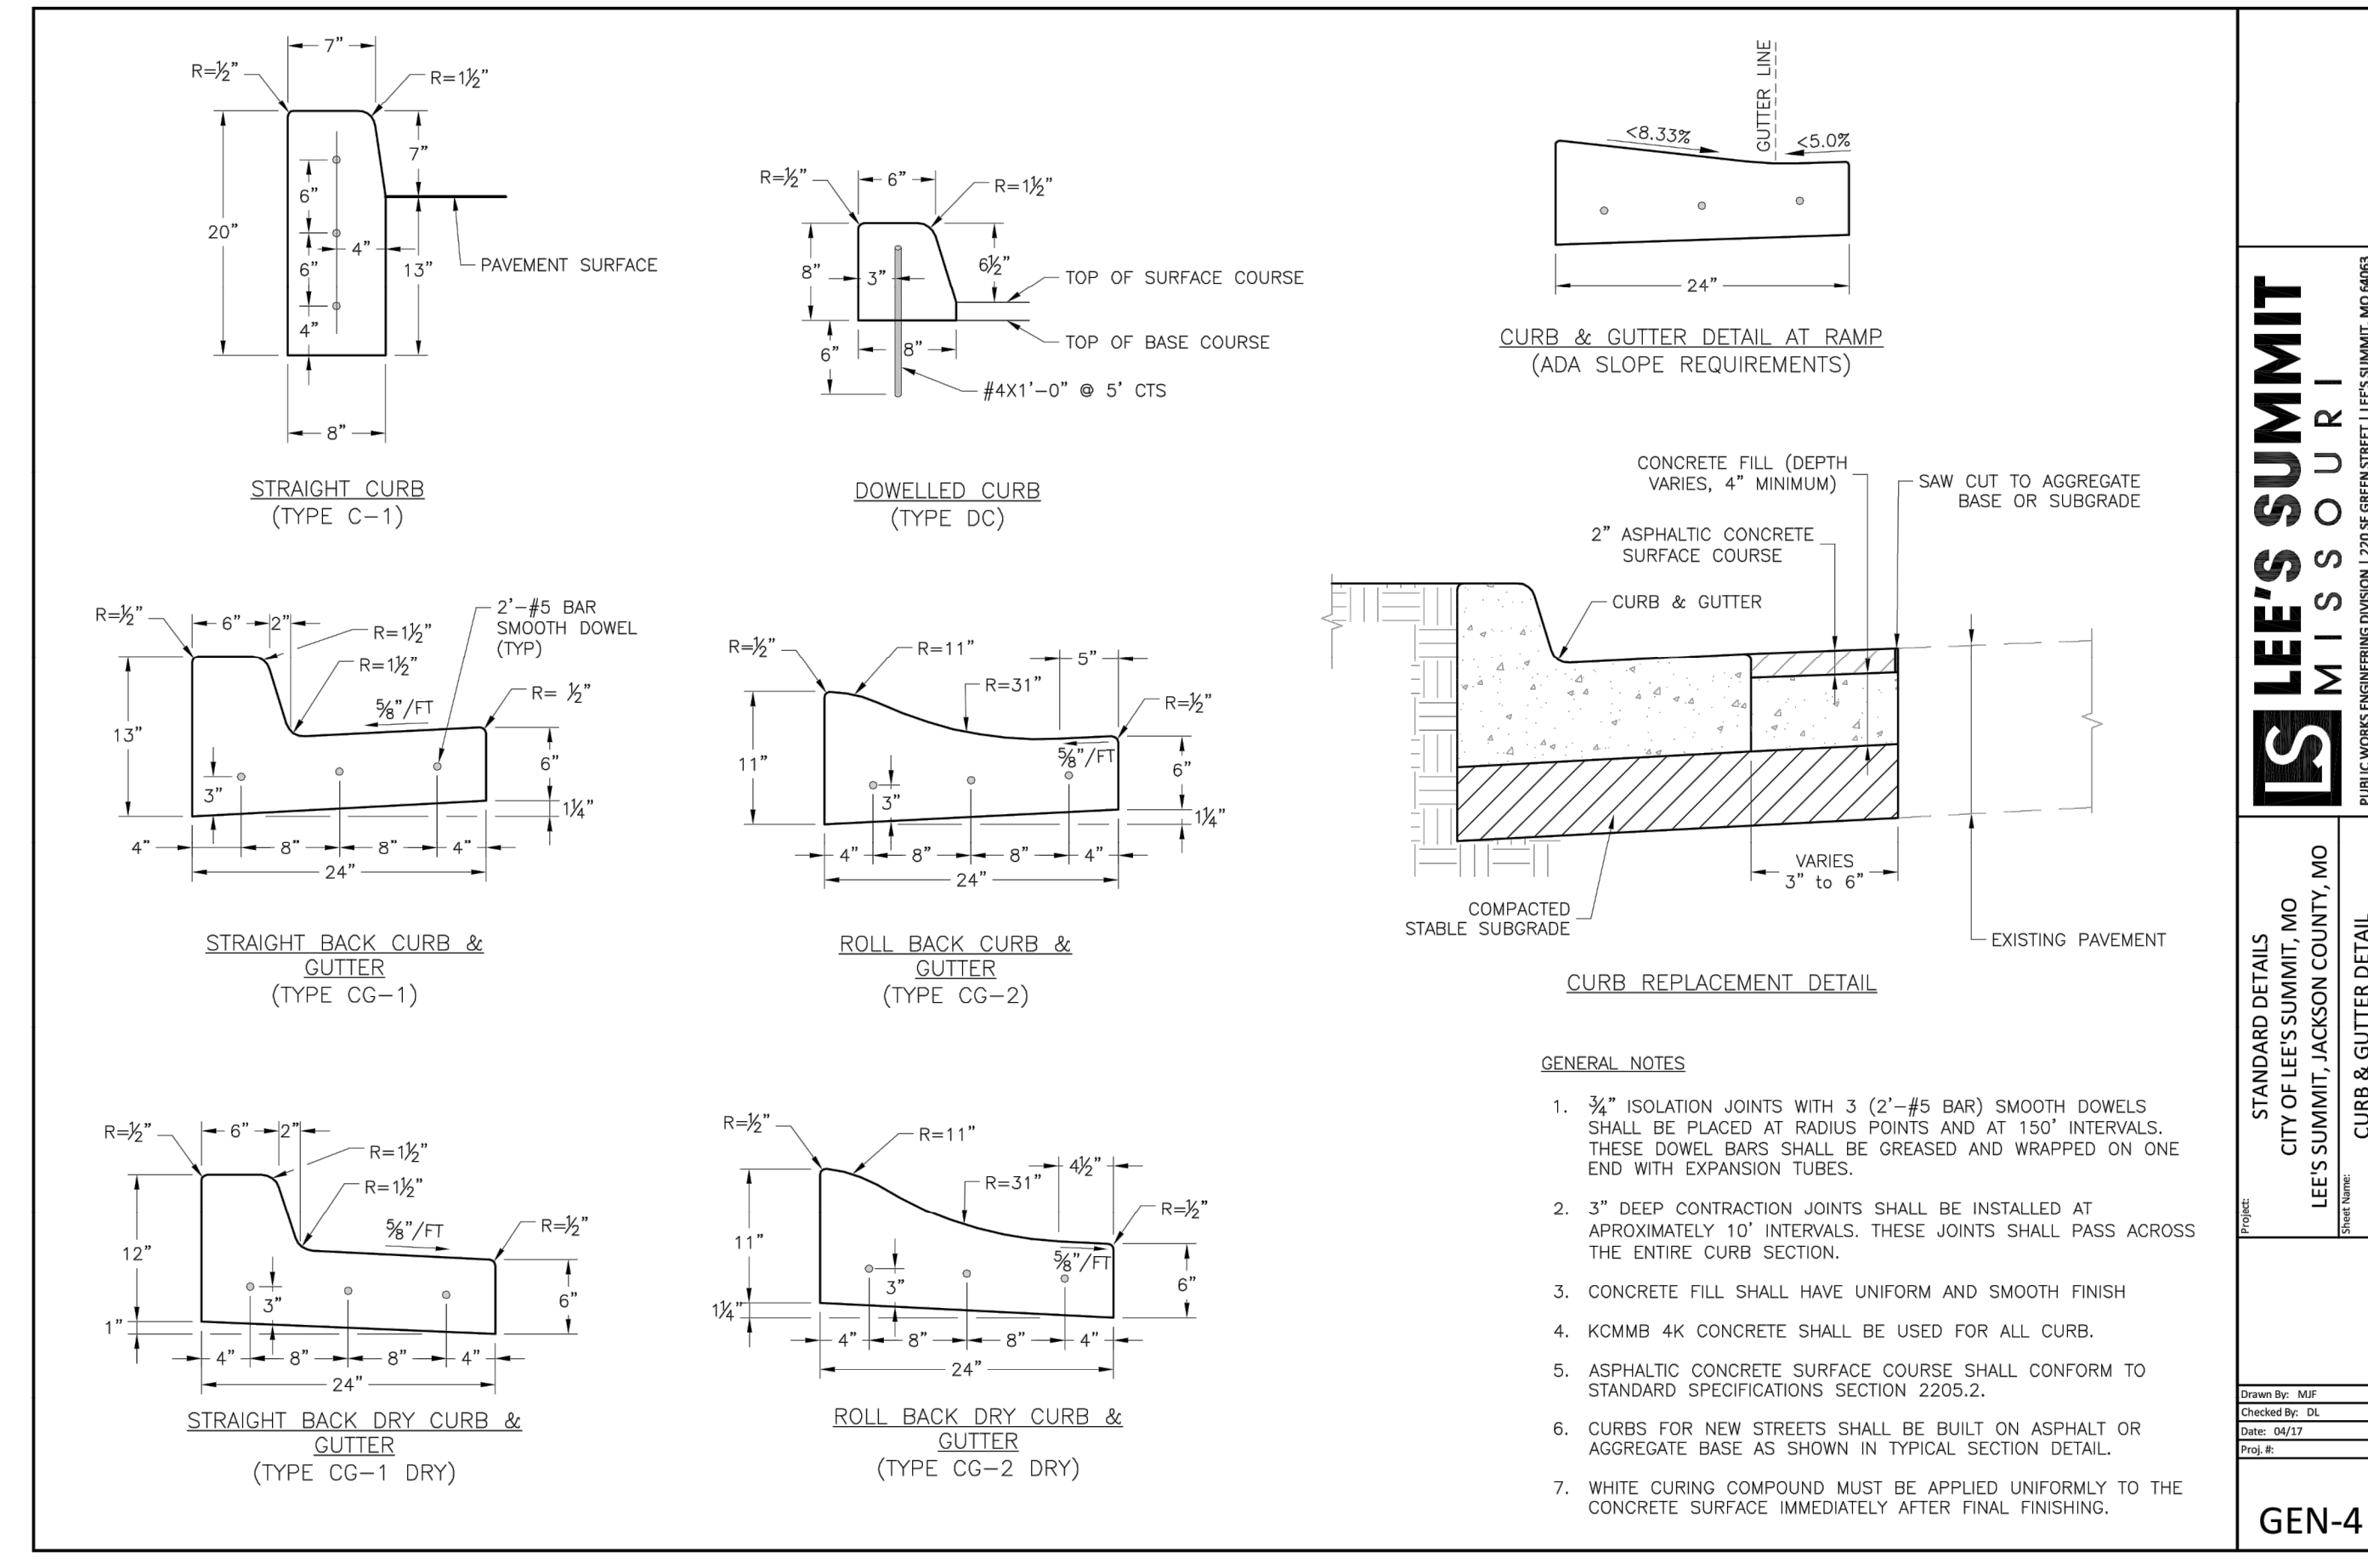 7”
R=½”
R=1½”
7”
6”
20”
4”
6”
13”
PAVEMENT SURFACE
4”
8”
STRAIGHT CURB
(TYPE C-1)
R=½”
6”
R=1½”
8”
3”
6½”
TOP OF SURFACE COURSE
6”
8”
TOP OF BASE COURSE
#4X1'-0” @ 5' CTS
DOWELLED CURB
(TYPE DC)
GUTTER LINE
<8.33%
<5.0%
24”
CURB & GUTTER DETAIL AT RAMP
(ADA SLOPE REQUIREMENTS)
R=½”
6”
2”
R=1½”
R=1½”
2'-#5 BAR
SMOOTH DOWEL
(TYP)
R= ½”
⅝”/FT
13”
3”
6”
1¼”
4”
8”
8”
4”
24”
STRAIGHT BACK CURB &
GUTTER
(TYPE CG-1)
R=½”
R=11”
R=31”
5”
R=½”
⅝”/FT
11”
3”
6”
1¼”
4”
8”
8”
4”
24”
ROLL BACK CURB &
GUTTER
(TYPE CG-2)
CONCRETE FILL (DEPTH
VARIES, 4” MINIMUM)
SAW CUT TO AGGREGATE
BASE OR SUBGRADE
2” ASPHALTIC CONCRETE
SURFACE COURSE
CURB & GUTTER
VARIES
3” to 6”
COMPACTED
STABLE SUBGRADE
EXISTING PAVEMENT
CURB REPLACEMENT DETAIL
R=½”
6”
2”
R=1½”
R=1½”
⅝”/FT
R=½”
12”
3”
6”
1”
4”
8”
8”
4”
24”
STRAIGHT BACK DRY CURB &
GUTTER
(TYPE CG-1 DRY)
R=½”
R=11”
R=31”
4½”
R=½”
⅝”/FT
11”
3”
6”
1¼”
4”
8”
8”
4”
24”
ROLL BACK DRY CURB &
GUTTER
(TYPE CG-2 DRY)
GENERAL NOTES
1. ¾” ISOLATION JOINTS WITH 3 (2'-#5 BAR) SMOOTH DOWELS
SHALL BE PLACED AT RADIUS POINTS AND AT 150' INTERVALS.
THESE DOWEL BARS SHALL BE GREASED AND WRAPPED ON ONE
END WITH EXPANSION TUBES.
2. 3” DEEP CONTRACTION JOINTS SHALL BE INSTALLED AT
APROXIMATELY 10' INTERVALS. THESE JOINTS SHALL PASS ACROSS
THE ENTIRE CURB SECTION.
3. CONCRETE FILL SHALL HAVE UNIFORM AND SMOOTH FINISH
4. KCMMB 4K CONCRETE SHALL BE USED FOR ALL CURB.
5. ASPHALTIC CONCRETE SURFACE COURSE SHALL CONFORM TO
STANDARD SPECIFICATIONS SECTION 2205.2.
6. CURBS FOR NEW STREETS SHALL BE BUILT ON ASPHALT OR
AGGREGATE BASE AS SHOWN IN TYPICAL SECTION DETAIL.
7. WHITE CURING COMPOUND MUST BE APPLIED UNIFORMLY TO THE
CONCRETE SURFACE IMMEDIATELY AFTER FINAL FINISHING.
LS
LEE'S SUMMIT
MISSOURI
PUBLIC WORKS ENGINEERING DIVISION | 220 SE GREEN STREET | LEE'S SUMMIT, MO 64063
Project:
STANDARD DETAILS
CITY OF LEE'S SUMMIT, MO
LEE'S SUMMIT, JACKSON COUNTY, MO
Sheet Name:
CURB & GUTTER DETAIL
Drawn By: MJF
Checked By: DL
Date: 04/17
Proj. #:
GEN-4